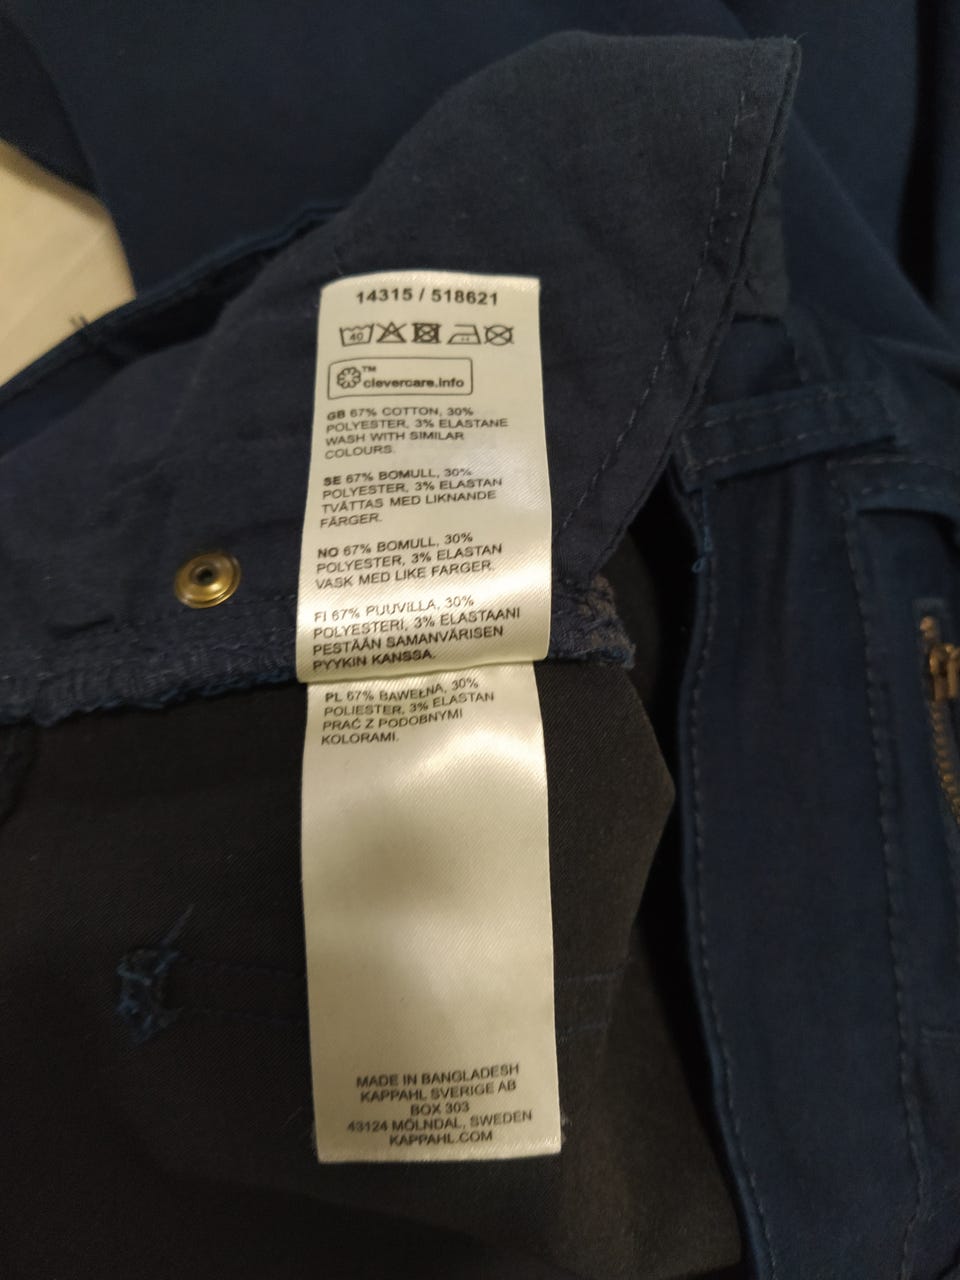 14315 / 518621
40
TM
clevercare.info
GB 67% COTTON, 30%
POLYESTER, 3% ELASTANE
WASH WITH SIMILAR
COLOURS.
SE 67% BOMULL, 30%
POLYESTER, 3% ELASTAN
TVÄTTAS MED LIKNANDE
FÄRGER.
NO 67% BOMULL, 30%
POLYESTER, 3% ELASTAN
VASK MED LIKE FARGER.
FI 67% PUUVILLA, 30%
POLYESTERI, 3% ELASTAANI
PESTÄÄN SAMANVÄRISEN
PYYKIN KANSSA.
PL 67% BAWEŁNA, 30%
POLIESTER, 3% ELASTAN
PRAĆ Z PODOBNYMI
KOLORAMI.
MADE IN BANGLADESH
KAPPAHL SVERIGE AB
BOX 303
43124 MÖLNDAL, SWEDEN
KAPPAHL.COM